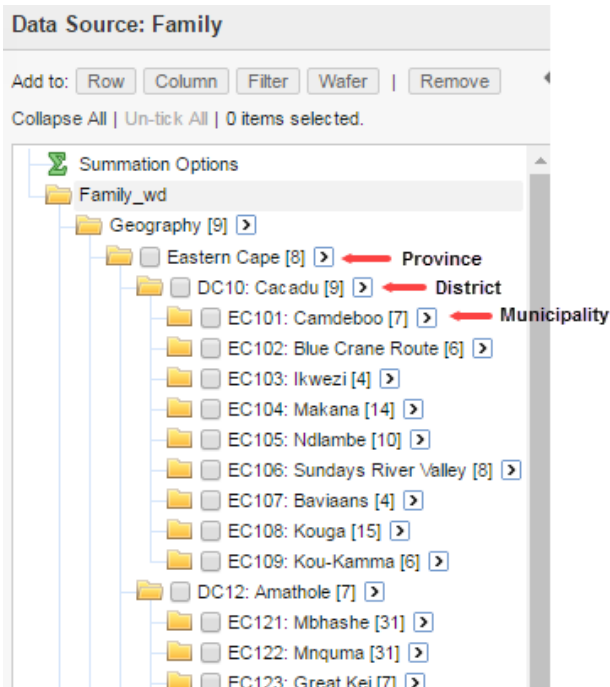 Data Source: Family
Add to: Row Column Filter Wafer | Remove
Collapse All | Un-tick All | 0 items selected.
Summation Options
Family_wd
Geography [9]
Eastern Cape [8] Province
DC10: Cacadu [9] District
EC101: Camdeboo [7] Municipality
EC102: Blue Crane Route [6]
EC103: Ikwezi [4]
EC104: Makana [14]
EC105: Ndlambe [10]
EC106: Sundays River Valley [8]
EC107: Baviaans [4]
EC108: Kouga [15]
EC109: Kou-Kamma [6]
DC12: Amathole [7]
EC121: Mbhashe [31]
EC122: Mnquma [31]
EC123: Great Kei [7]